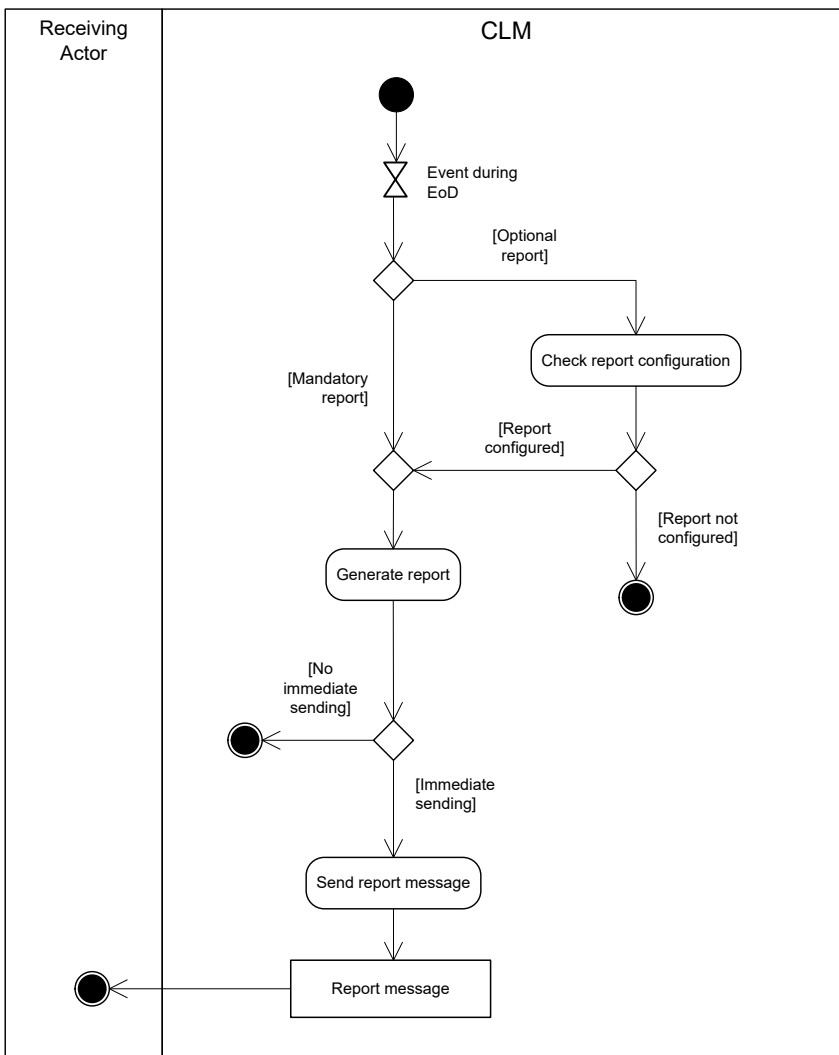 Receiving
Actor
CLM
Event during
EoD
[Optional
report]
Check report configuration
[Mandatory
report]
[Report
configured]
[Report not
configured]
Generate report
[No
immediate
sending]
[Immediate
sending]
Send report message
Report message